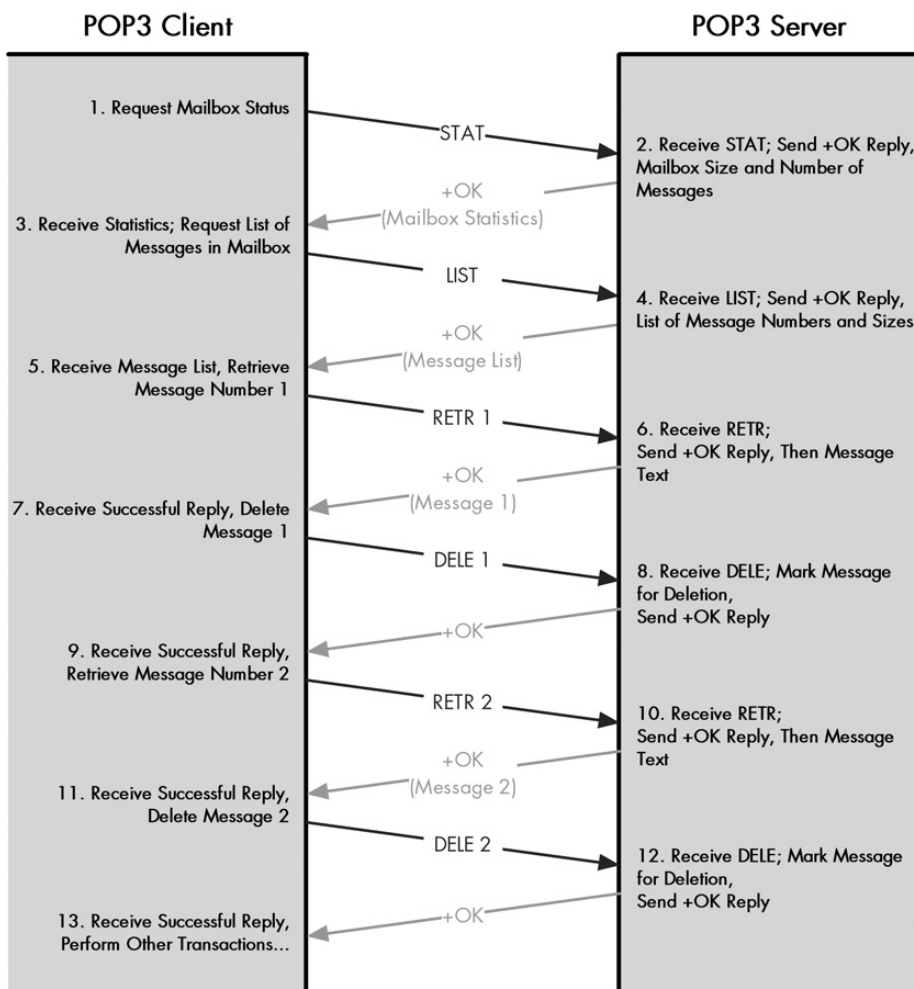 POP3 Client
POP3 Server
1. Request Mailbox Status
STAT
2. Receive STAT; Send +OK Reply,
Mailbox Size and Number of
Messages
+OK
(Mailbox Statistics)
3. Receive Statistics; Request List of
Messages in Mailbox
LIST
4. Receive LIST; Send +OK Reply,
List of Message Numbers and Sizes
+OK
(Message List)
5. Receive Message List, Retrieve
Message Number 1
RETR 1
6. Receive RETR;
Send +OK Reply, Then Message
Text
+OK
(Message 1)
7. Receive Successful Reply, Delete
Message 1
DELE 1
8. Receive DELE; Mark Message
for Deletion,
Send +OK Reply
+OK
9. Receive Successful Reply,
Retrieve Message Number 2
RETR 2
10. Receive RETR;
Send +OK Reply, Then Message
Text
+OK
(Message 2)
11. Receive Successful Reply,
Delete Message 2
DELE 2
12. Receive DELE; Mark Message
for Deletion,
Send +OK Reply
+OK
13. Receive Successful Reply,
Perform Other Transactions...